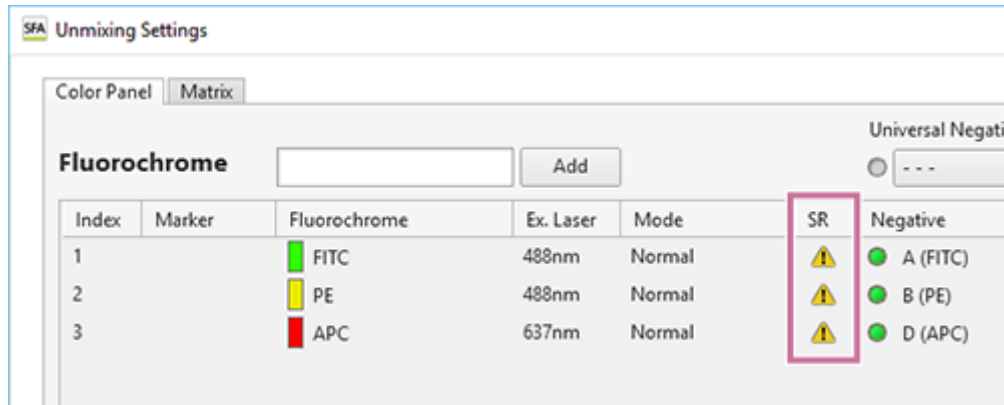 SFA Unmixing Settings
Color Panel Matrix
Universal Negati
Fluorochrome Add ---
Index Marker Fluorochrome Ex. Laser Mode SR Negative
1 FITC 488nm Normal A (FITC)
2 PE 488nm Normal B (PE)
3 APC 637nm Normal D (APC)